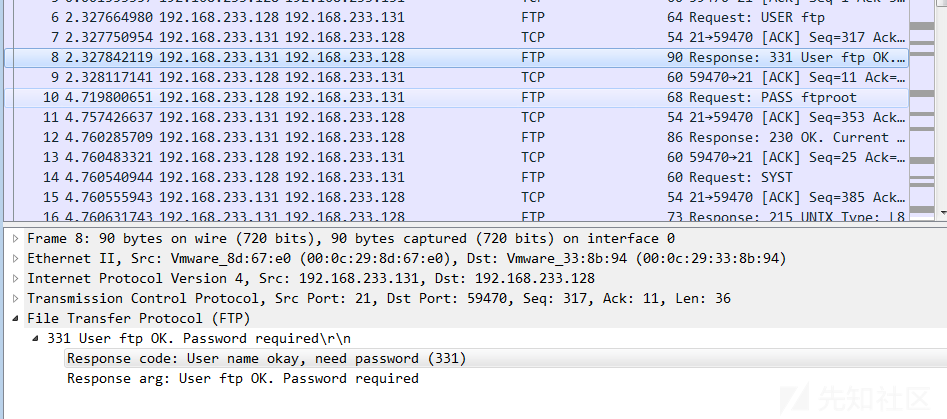 6 2.327664980 192.168.233.128 192.168.233.131 FTP 64 Request: USER ftp
7 2.327750954 192.168.233.131 192.168.233.128 TCP 54 21→59470 [ACK] Seq=317 Ack…
8 2.327842119 192.168.233.131 192.168.233.128 FTP 90 Response: 331 User ftp OK.…
9 2.328117141 192.168.233.128 192.168.233.131 TCP 60 59470→21 [ACK] Seq=11 Ack=…
10 4.719800651 192.168.233.128 192.168.233.131 FTP 68 Request: PASS ftproot
11 4.757426637 192.168.233.131 192.168.233.128 TCP 54 21→59470 [ACK] Seq=353 Ack…
12 4.760285709 192.168.233.131 192.168.233.128 FTP 86 Response: 230 OK. Current …
13 4.760483321 192.168.233.128 192.168.233.131 TCP 60 59470→21 [ACK] Seq=25 Ack=…
14 4.760540944 192.168.233.128 192.168.233.131 FTP 60 Request: SYST
15 4.760555943 192.168.233.131 192.168.233.128 TCP 54 21→59470 [ACK] Seq=385 Ack…
16 4.760631743 192.168.233.131 192.168.233.128 FTP 73 Response: 215 UNIX Type: L8
Frame 8: 90 bytes on wire (720 bits), 90 bytes captured (720 bits) on interface 0
Ethernet II, Src: Vmware_8d:67:e0 (00:0c:29:8d:67:e0), Dst: Vmware_33:8b:94 (00:0c:29:33:8b:94)
Internet Protocol Version 4, Src: 192.168.233.131, Dst: 192.168.233.128
Transmission Control Protocol, Src Port: 21, Dst Port: 59470, Seq: 317, Ack: 11, Len: 36
File Transfer Protocol (FTP)
331 User ftp OK. Password required\r\n
Response code: User name okay, need password (331)
Response arg: User ftp OK. Password required
先知社区